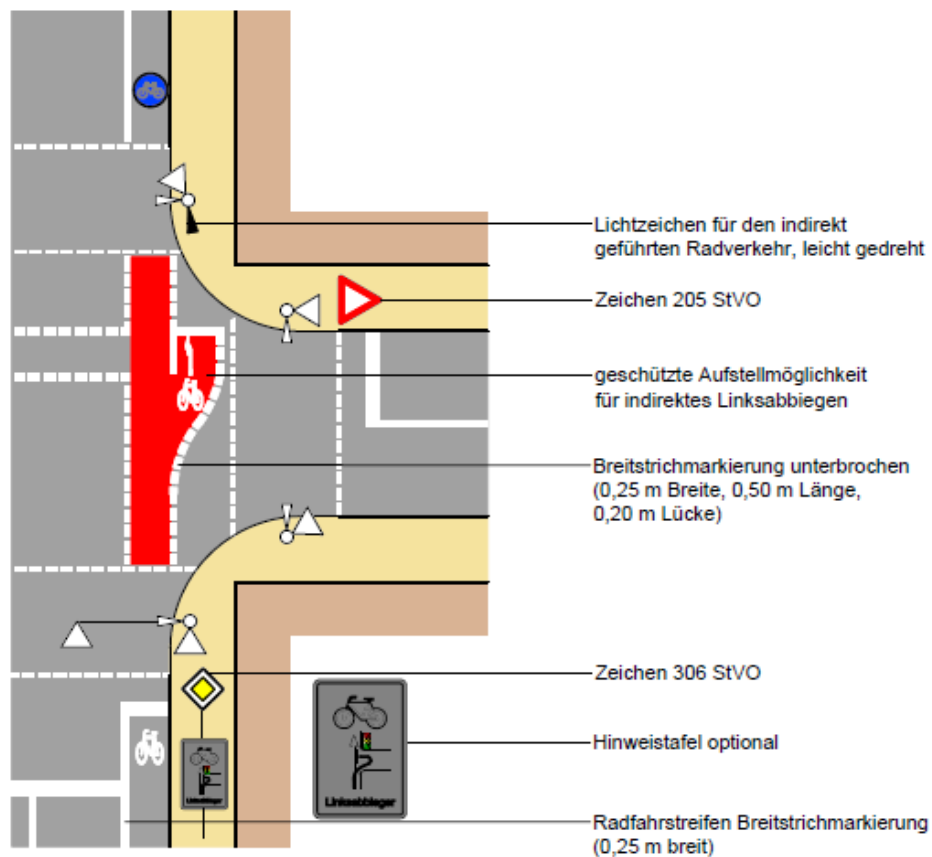 Lichtzeichen für den indirekt
geführten Radverkehr, leicht gedreht
Zeichen 205 StVO
geschützte Aufstellmöglichkeit
für indirektes Linksabbiegen
Breitstrichmarkierung unterbrochen
(0,25 m Breite, 0,50 m Länge,
0,20 m Lücke)
Zeichen 306 StVO
Hinweistafel optional
Linksabbieger
Linksabbieger
Radfahrstreifen Breitstrichmarkierung
(0,25 m breit)